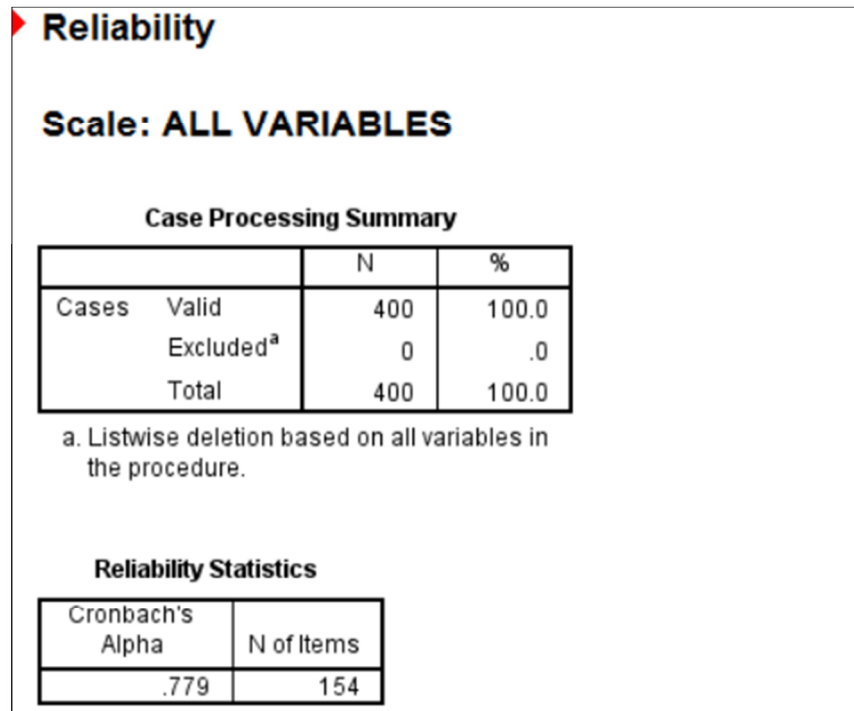 Reliability
Scale: ALL VARIABLES
Case Processing Summary
N %
Cases Valid 400 100.0
Excludedᵃ 0 .0
Total 400 100.0
a. Listwise deletion based on all variables in
the procedure.
Reliability Statistics
Cronbach's
Alpha N of Items
.779 154